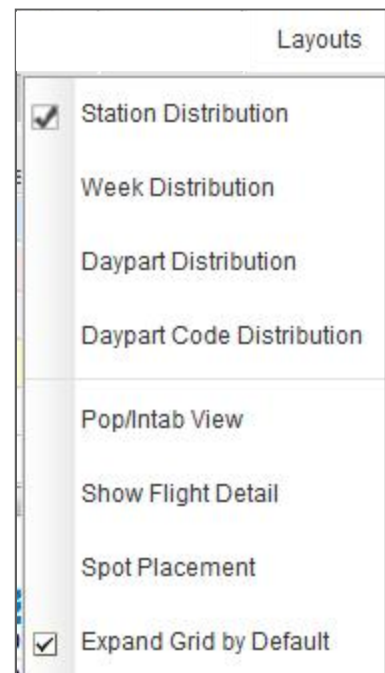 Layouts
Station Distribution
Week Distribution
Daypart Distribution
Daypart Code Distribution
Pop/Intab View
Show Flight Detail
Spot Placement
Expand Grid by Default